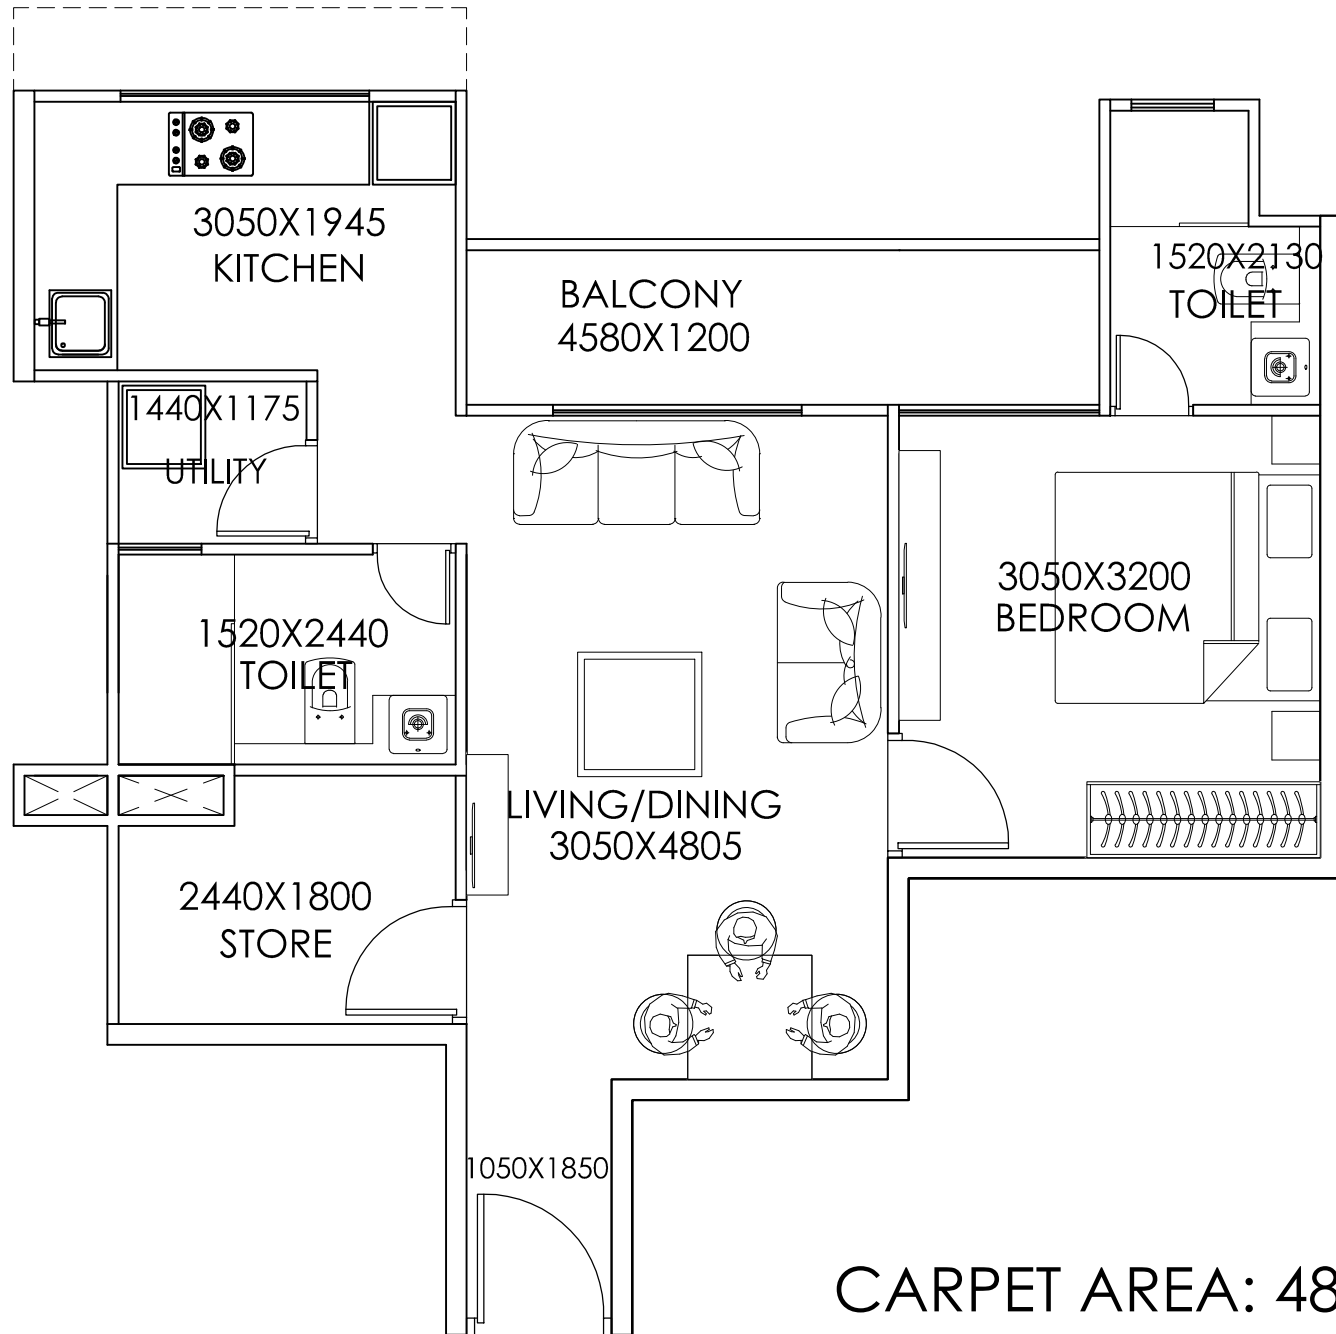 3050X1945
KITCHEN
BALCONY
4580X1200
1520X2130
TOILET
1440X1175
UTILITY
3050X3200
BEDROOM
1520X2440
TOILET
LIVING/DINING
3050X4805
2440X1800
STORE
1050X1850
CARPET AREA: 48